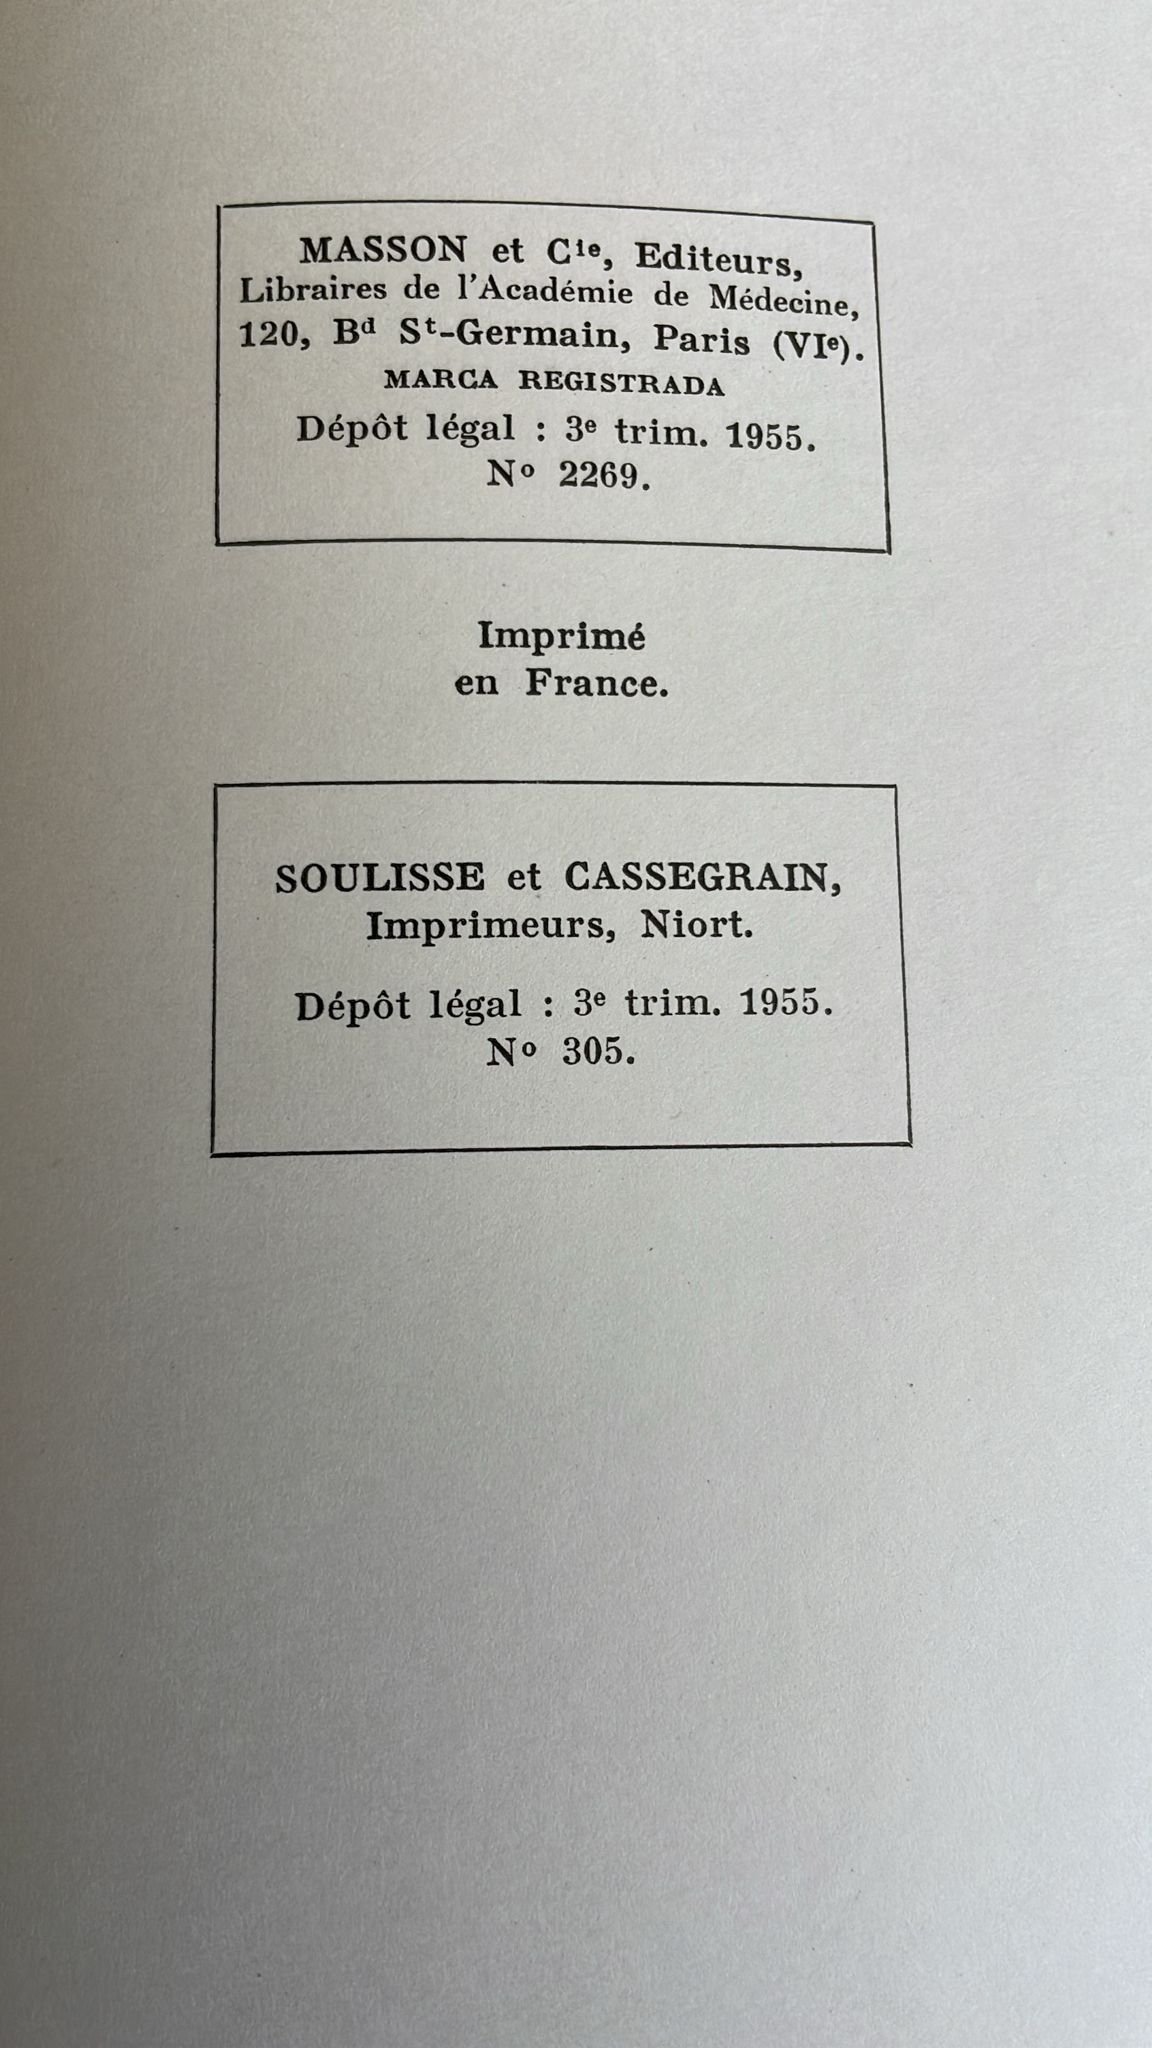 MASSON et Cie, Editeurs,
Libraires de l'Académie de Médecine,
120, Bd St-Germain, Paris (VIe).
MARCA REGISTRADA
Dépôt légal : 3e trim. 1955.
No 2269.
Imprimé
en France.
SOULISSE et CASSEGRAIN,
Imprimeurs, Niort.
Dépôt légal : 3e trim. 1955.
No 305.